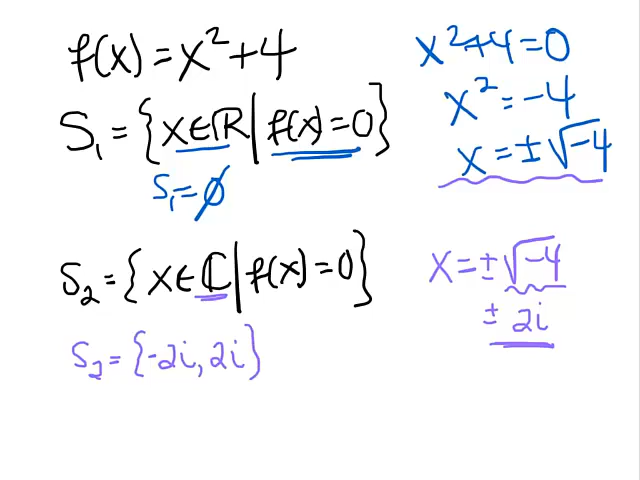 f(x) = x² + 4
S₁ = {x ∈ ℝ | f(x) = 0}
S₁ = ∅
x² + 4 = 0
x² = -4
x = ± √-4
S₂ = {x ∈ ℂ | f(x) = 0}
S₂ = {-2i, 2i}
x = ± √-4
± 2i